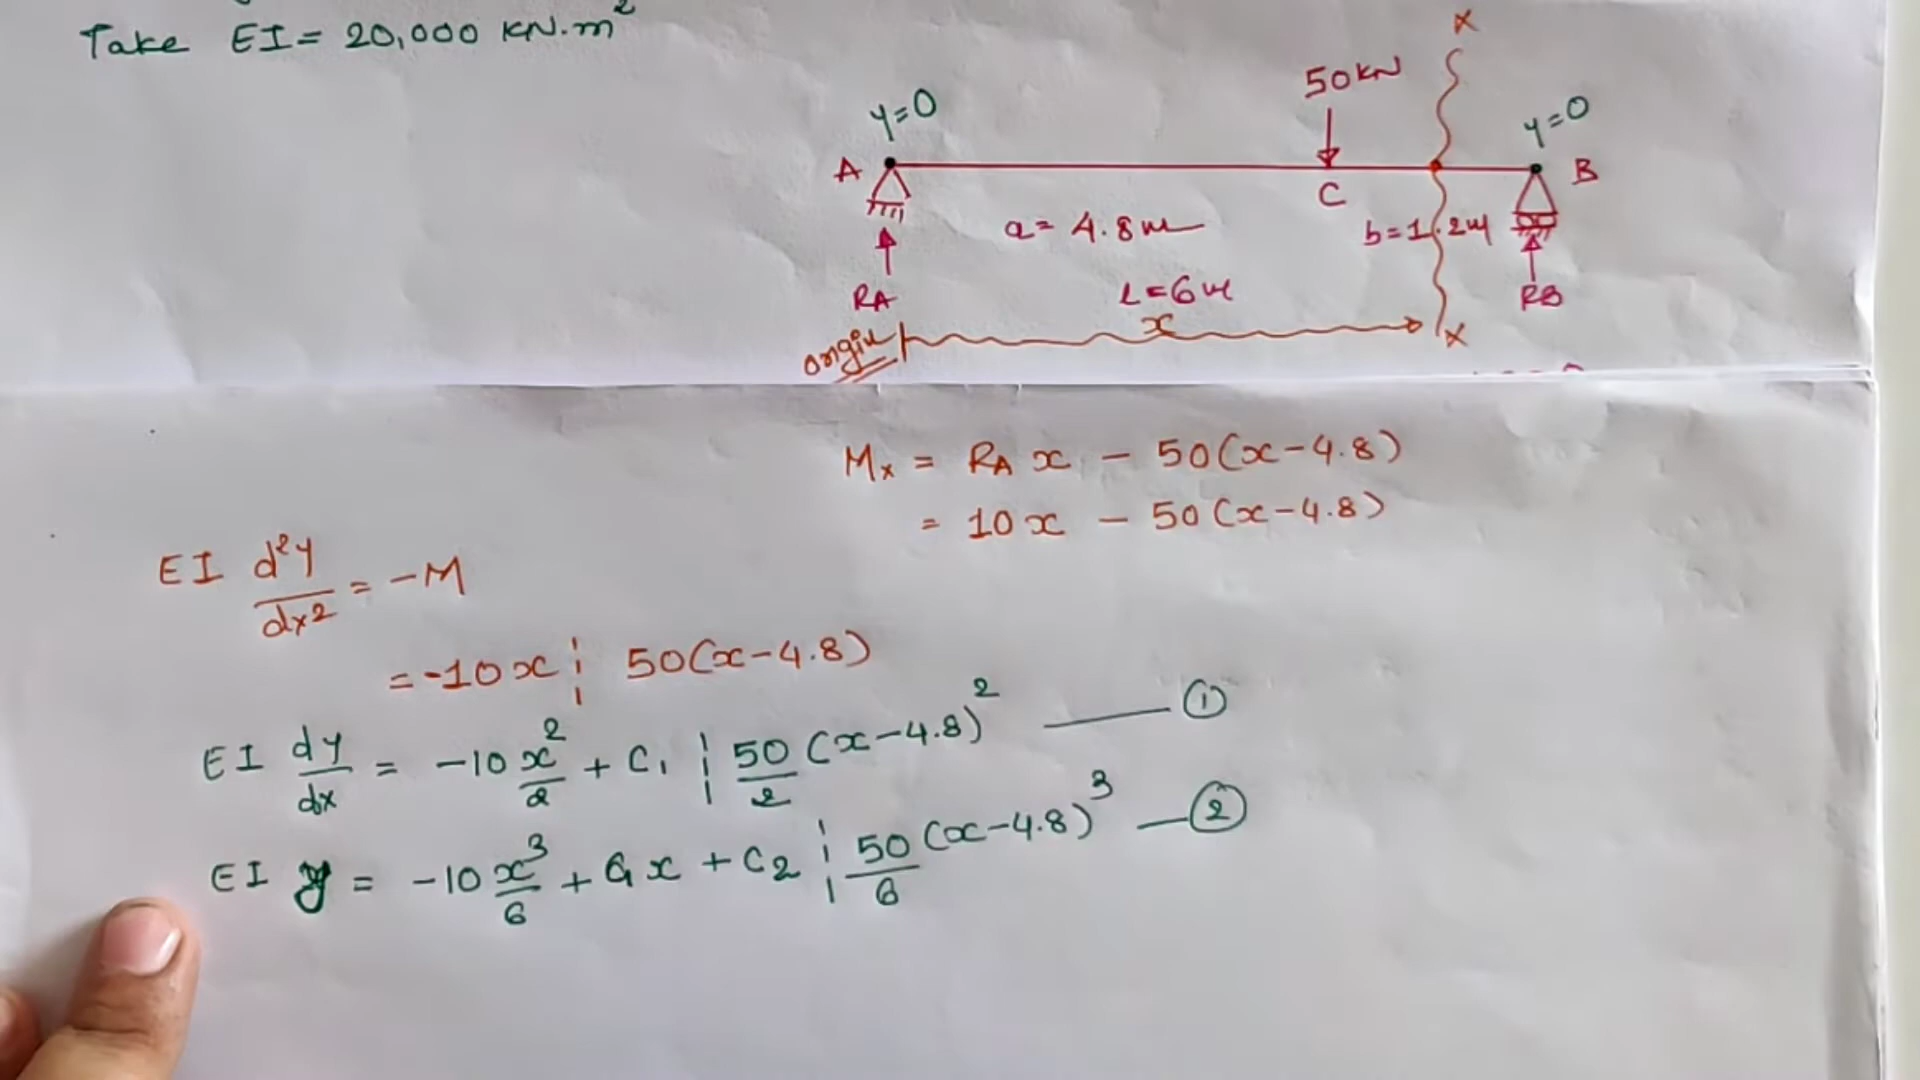 Take EI = 20,000 KN.m²
x
50KN
y=0
y=0
A
C
B
a= 4.8m
b=1.2m
RA
L=6m
RB
x
origin
x
Mx = RA x - 50(x-4.8)
= 10x - 50(x-4.8)
EI d²y/dx² = -M
= -10x ¦ 50(x-4.8)
EI dy/dx = -10 x²/2 + C₁ ¦ 50/2 (x-4.8)² —— ①
EI y = -10 x³/6 + C₁x + C₂ ¦ 50/6 (x-4.8)³ — ②